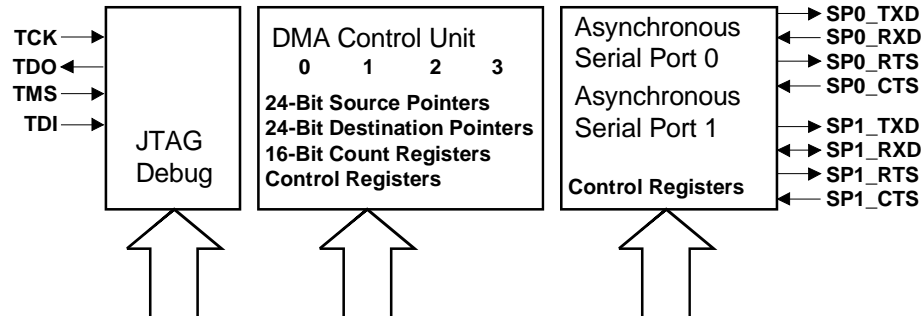 TCK
TDO
TMS
TDI
JTAG
Debug
DMA Control Unit
0 1 2 3
24-Bit Source Pointers
24-Bit Destination Pointers
16-Bit Count Registers
Control Registers
Asynchronous
Serial Port 0
Asynchronous
Serial Port 1
Control Registers
SP0_TXD
SP0_RXD
SP0_RTS
SP0_CTS
SP1_TXD
SP1_RXD
SP1_RTS
SP1_CTS